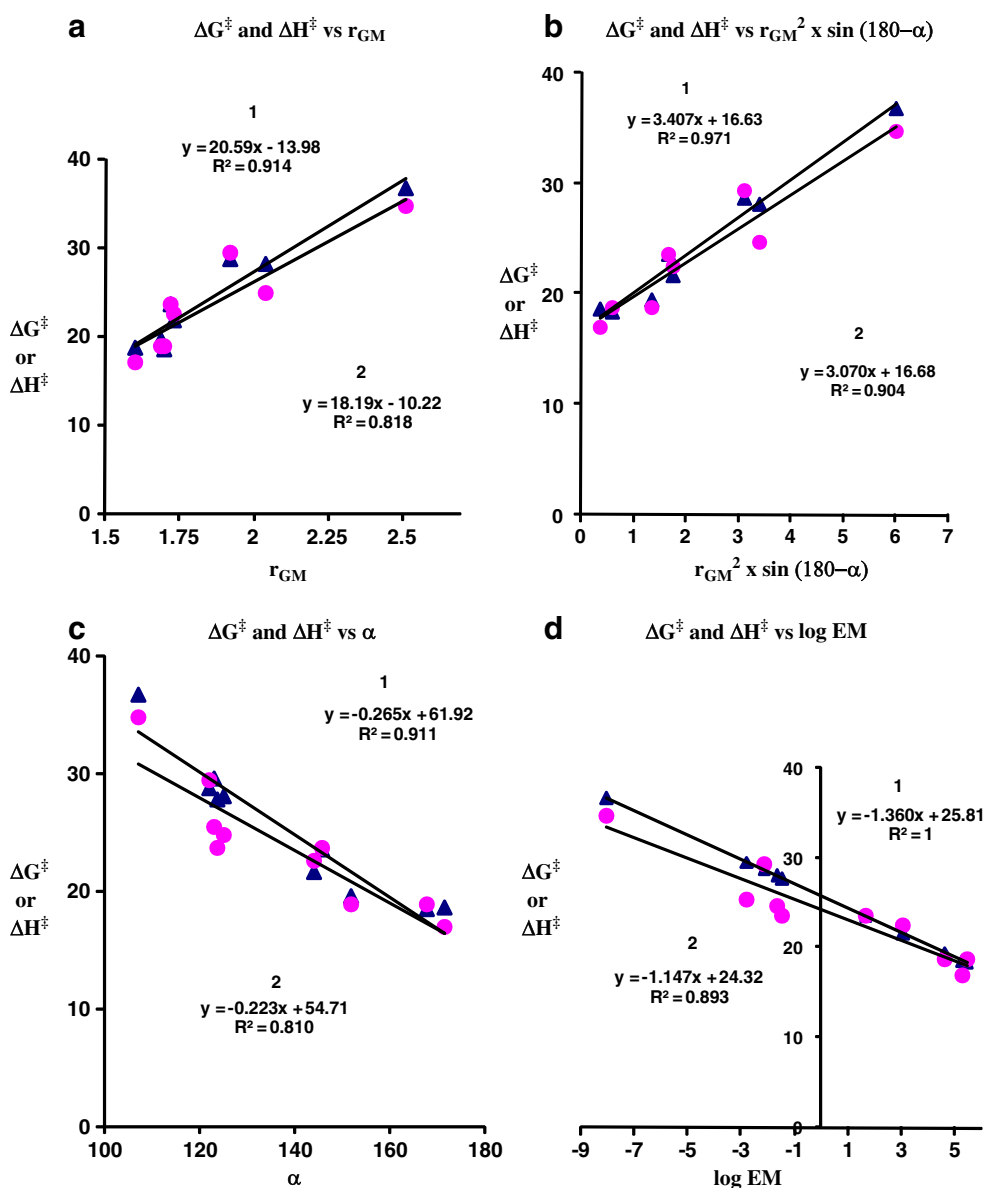 a
ΔG‡ and ΔH‡ vs rGM
1
y = 20.59x - 13.98
R² = 0.914
40
30
20
10
0
ΔG‡
or
ΔH‡
2
y = 18.19x - 10.22
R² = 0.818
1.5 1.75 2 2.25 2.5
rGM
b
ΔG‡ and ΔH‡ vs rGM² x sin (180−α)
40
30
20
10
0
1
y = 3.407x + 16.63
R² = 0.971
ΔG‡
or
ΔH‡
2
y = 3.070x + 16.68
R² = 0.904
0 1 2 3 4 5 6 7
rGM² x sin (180−α)
c
ΔG‡ and ΔH‡ vs α
40
30
20
10
0
1
y = -0.265x + 61.92
R² = 0.911
ΔG‡
or
ΔH‡
2
y = -0.223x + 54.71
R² = 0.810
100 120 140 160 180
α
d
ΔG‡ and ΔH‡ vs log EM
40
30
20
10
0
1
y = -1.360x + 25.81
R² = 1
ΔG‡
or
ΔH‡
2
y = -1.147x + 24.32
R² = 0.893
-9 -7 -5 -3 -1 1 3 5
log EM